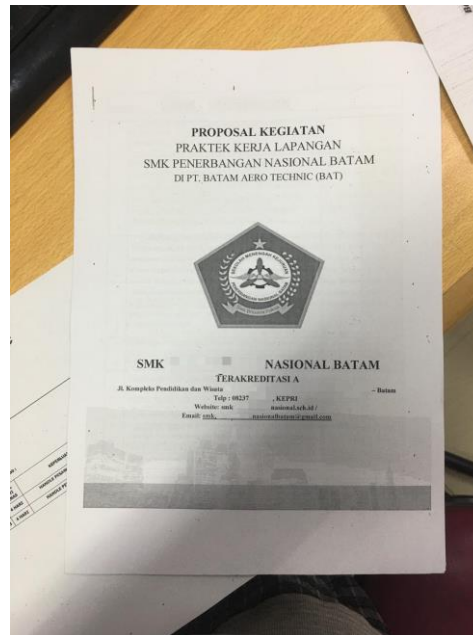 PROPOSAL KEGIATAN
PRAKTEK KERJA LAPANGAN
SMK PENERBANGAN NASIONAL BATAM
DI PT. BATAM AERO TECHNIC (BAT)
SMK NASIONAL BATAM
TERAKREDITASI A
Jl. Kompleks Pendidikan dan Wisata – Batam
Telp : 08237 , KEPRI
Website: smk nasional.sch.id /
Email: smk, nasionalbatam@gmail.com